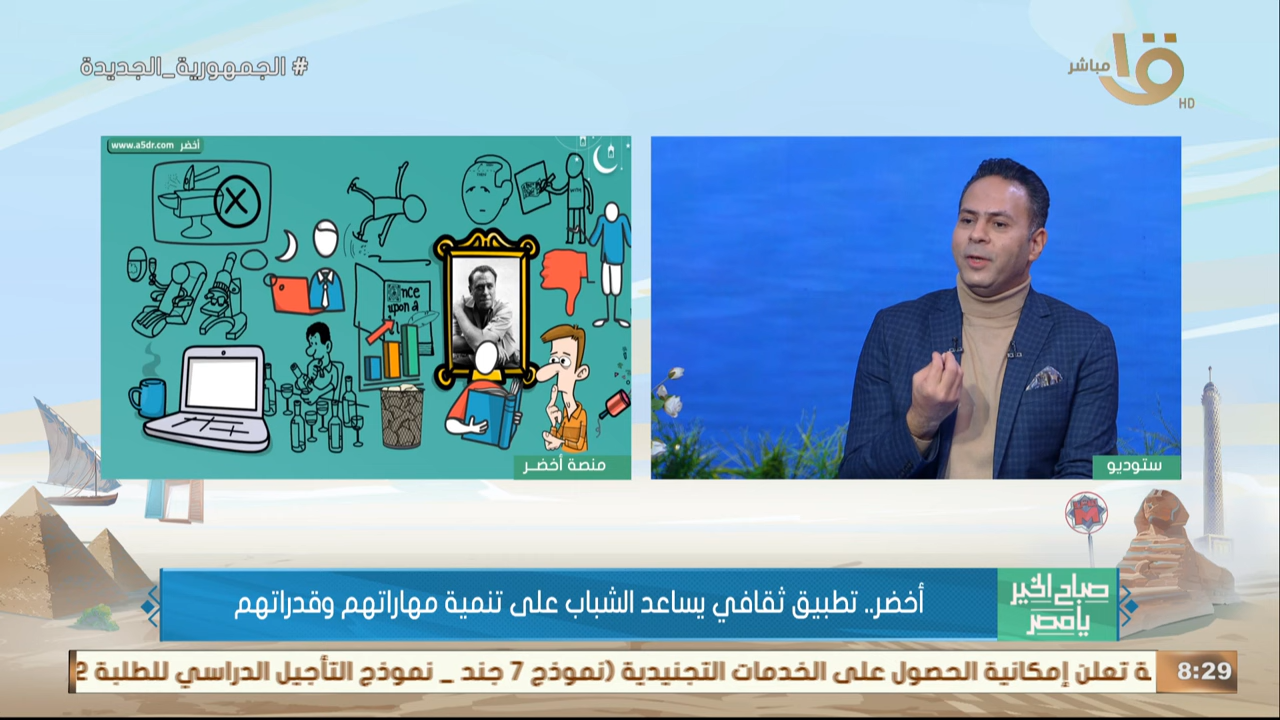 #الجمهورية_الجديدة
مباشر
HD
www.a5dr.com أخضر
nce
upon a
منصة أخضر
ستوديو
صباح الخير
يا مصر
أخضر.. تطبيق ثقافي يساعد الشباب على تنمية مهاراتهم وقدراتهم
8:29
ة تعلن إمكانية الحصول على الخدمات التجنيدية (نموذج 7 جند _ نموذج التأجيل الدراسي للطلبة 2